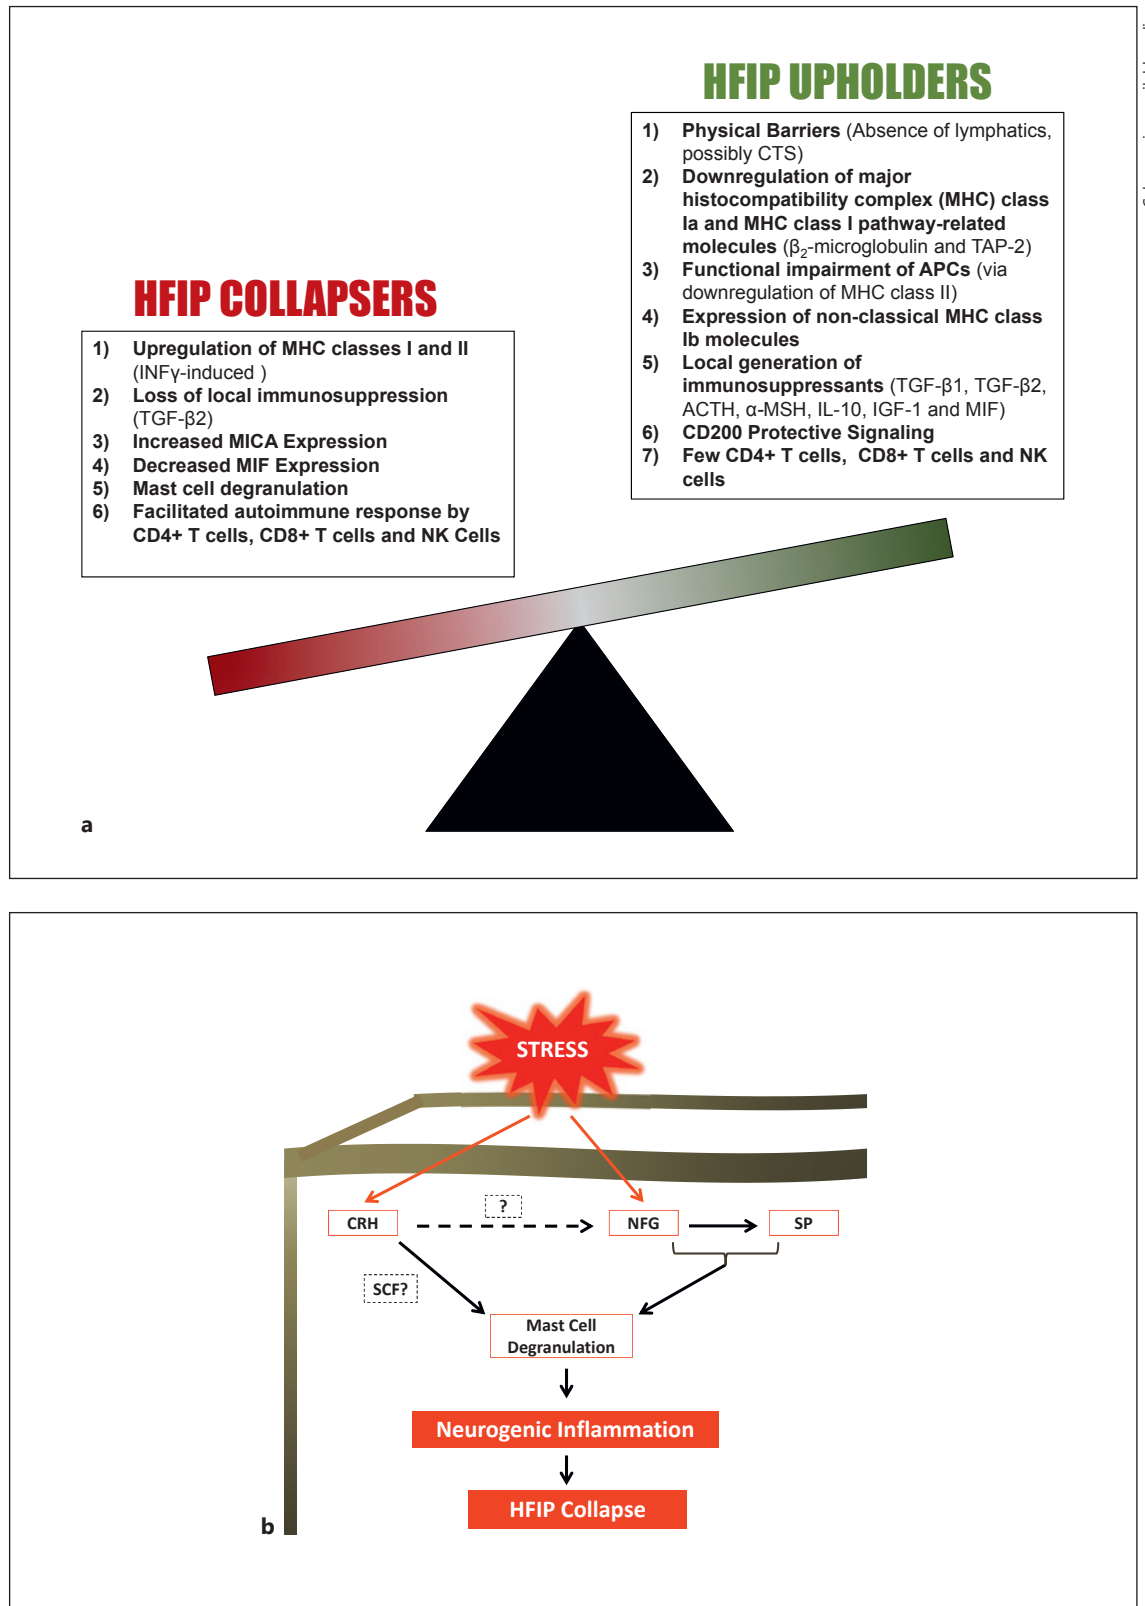 HFIP UPHOLDERS
1) Physical Barriers (Absence of lymphatics,
possibly CTS)
2) Downregulation of major
histocompatibility complex (MHC) class
Ia and MHC class I pathway-related
molecules (β₂-microglobulin and TAP-2)
3) Functional impairment of APCs (via
downregulation of MHC class II)
4) Expression of non-classical MHC class
Ib molecules
5) Local generation of
immunosuppressants (TGF-β1, TGF-β2,
ACTH, α-MSH, IL-10, IGF-1 and MIF)
6) CD200 Protective Signaling
7) Few CD4+ T cells, CD8+ T cells and NK
cells
HFIP COLLAPSERS
1) Upregulation of MHC classes I and II
(INFγ-induced )
2) Loss of local immunosuppression
(TGF-β2)
3) Increased MICA Expression
4) Decreased MIF Expression
5) Mast cell degranulation
6) Facilitated autoimmune response by
CD4+ T cells, CD8+ T cells and NK Cells
a
STRESS
?
CRH
NFG
SP
SCF?
Mast Cell
Degranulation
Neurogenic Inflammation
HFIP Collapse
b